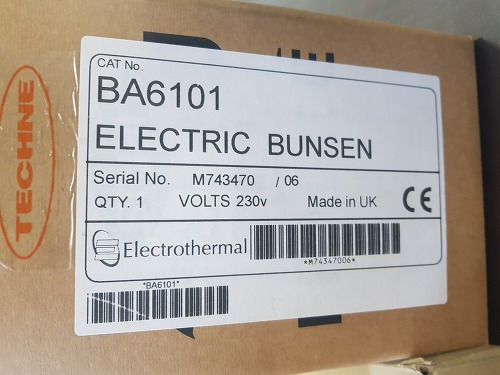 TECHNE
CAT No.
BA6101
ELECTRIC BUNSEN
Serial No. M743470 / 06
QTY. 1 VOLTS 230v Made in UK CE
Electrothermal
*M74347006*
*BA6101*